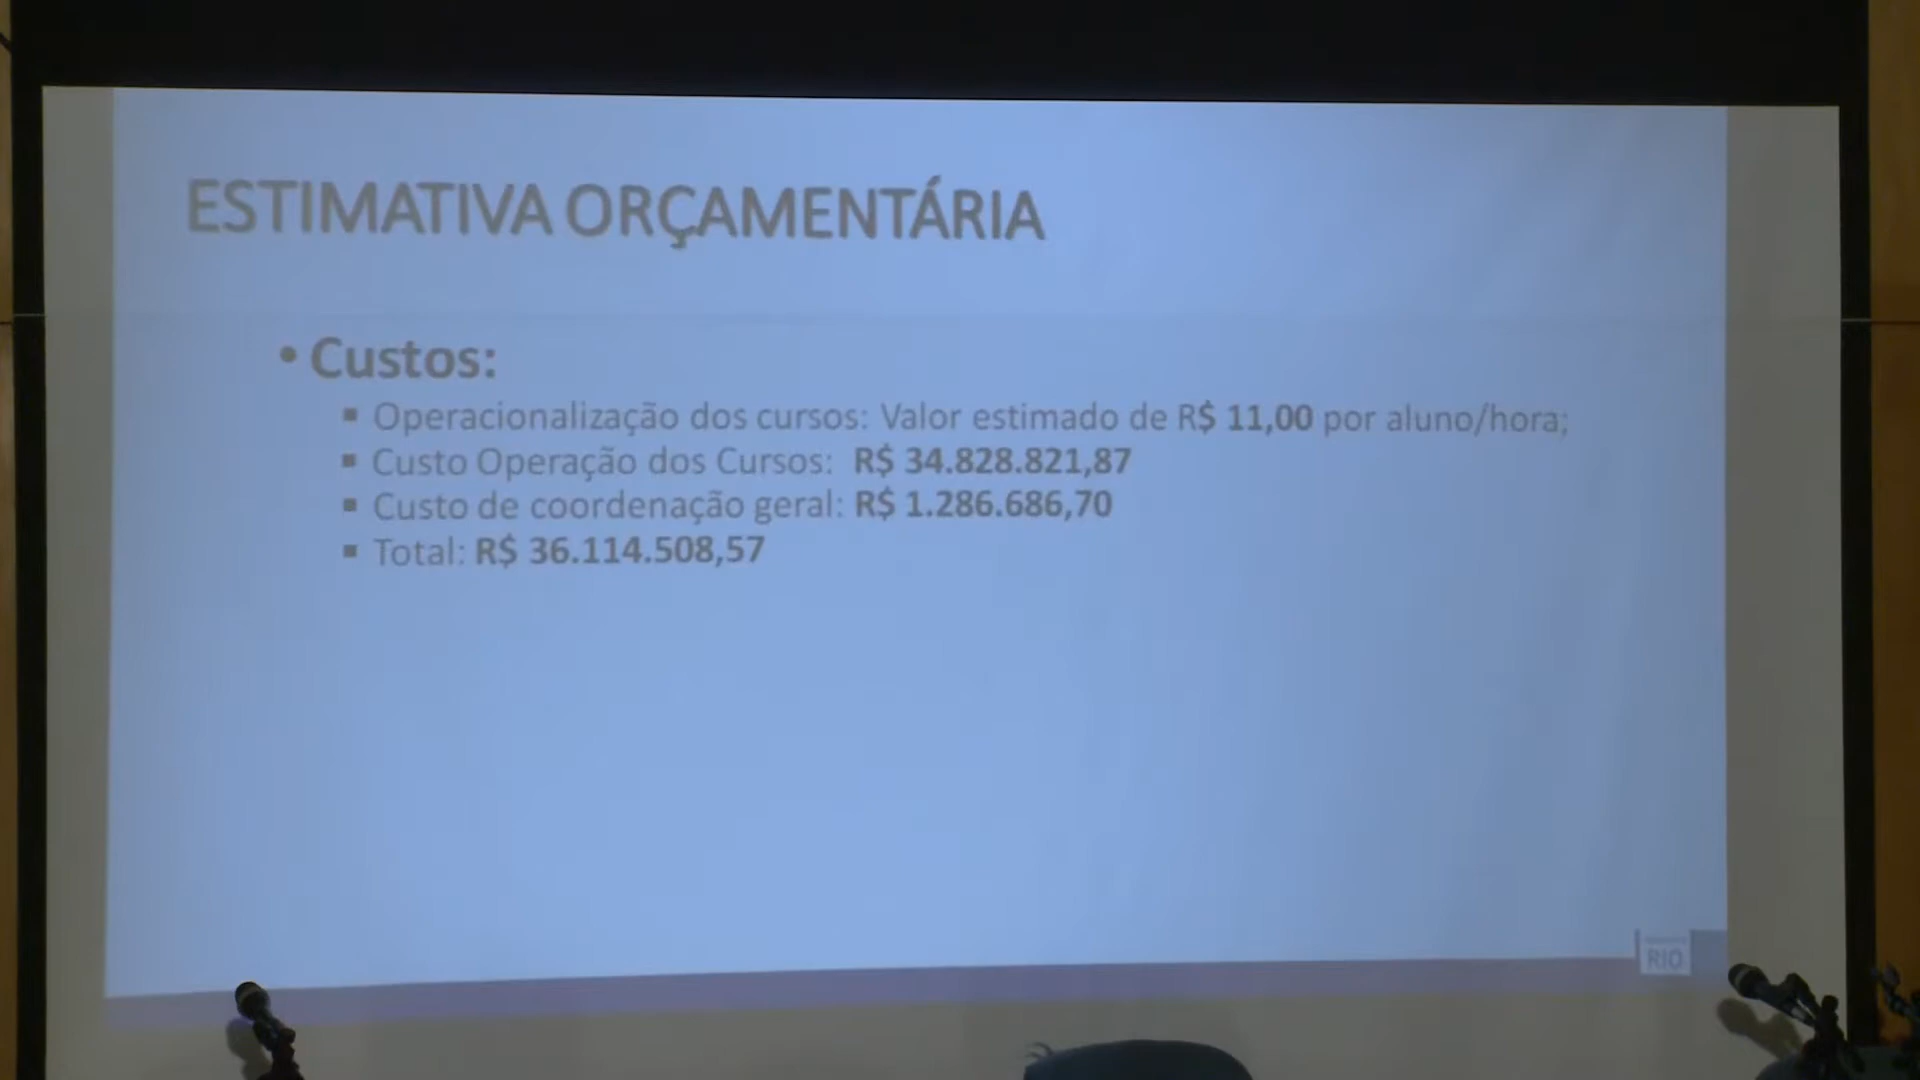 ESTIMATIVA ORÇAMENTÁRIA
• Custos:
▪ Operacionalização dos cursos: Valor estimado de R$ 11,00 por aluno/hora;
▪ Custo Operação dos Cursos: R$ 34.828.821,87
▪ Custo de coordenação geral: R$ 1.286.686,70
▪ Total: R$ 36.114.508,57
RIO